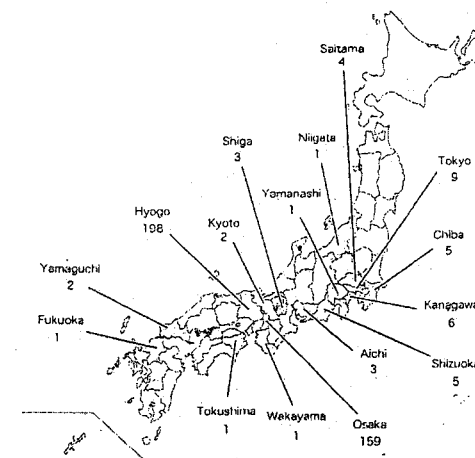 Saitama
4
Niigata
1
Shiga
3
Tokyo
9
Yamanashi
1
Hyogo
198
Kyoto
2
Chiba
5
Yamaguchi
2
Kanagawa
6
Fukuoka
1
Aichi
3
Shizuoka
5
Tokushima
1
Wakayama
1
Osaka
159